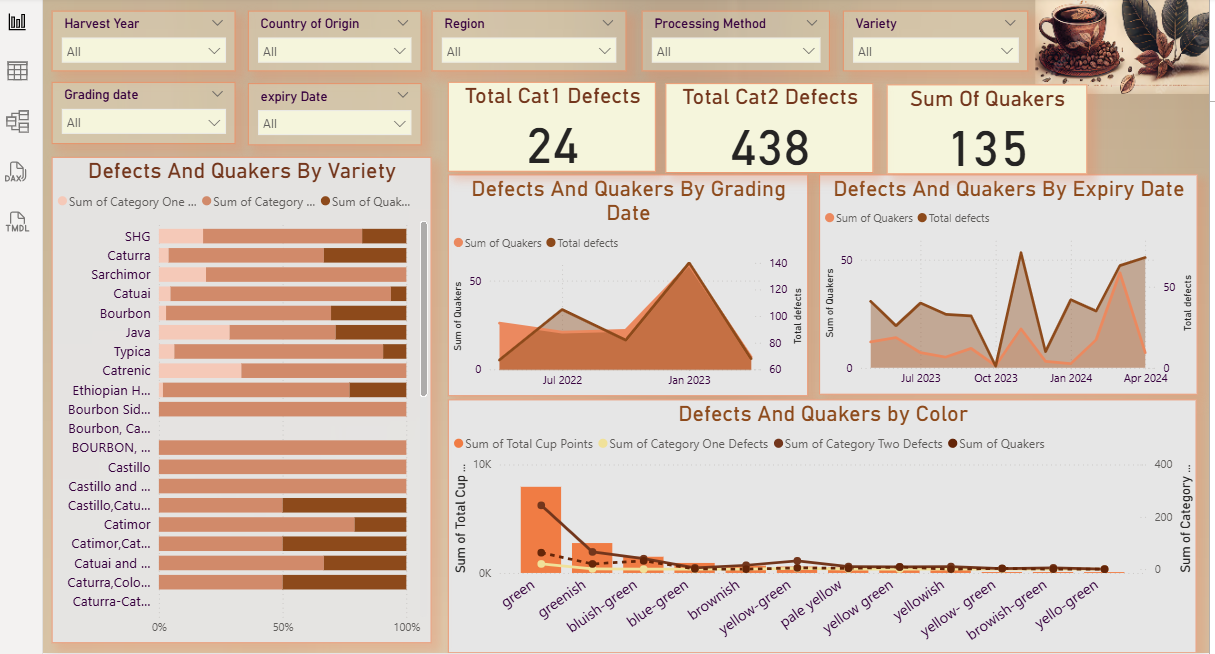 Harvest Year
All
Country of Origin
All
Region
All
Processing Method
All
Variety
All
Grading date
All
expiry Date
All
DAX
TMDL
Total Cat1 Defects
24
Total Cat2 Defects
438
Sum Of Quakers
135
Defects And Quakers By Variety
Sum of Category One ... Sum of Category ... Sum of Quak...
SHG
Caturra
Sarchimor
Catuai
Bourbon
Java
Typica
Catrenic
Ethiopian H...
Bourbon Sid...
Bourbon, Ca...
BOURBON, ...
Castillo
Castillo and ...
Castillo,Catu...
Catimor
Catimor,Cat...
Catuai and ...
Caturra,Colo...
Caturra-Cat...
0% 50% 100%
Defects And Quakers By Grading
Date
Sum of Quakers Total defects
Sum of Quakers
50
0
140
120
100
80
60
Total defects
Jul 2022 Jan 2023
Defects And Quakers By Expiry Date
Sum of Quakers Total defects
Sum of Quakers
50
0
50
0
Total defects
Jul 2023 Oct 2023 Jan 2024 Apr 2024
Defects And Quakers by Color
Sum of Total Cup Points Sum of Category One Defects Sum of Category Two Defects Sum of Quakers
Sum of Total Cup ...
10K
0K
400
200
0
Sum of Category ...
green
greenish
bluish-green
blue-green
brownish
yellow-green
pale yellow
yellow green
yellowish
yellow- green
browish-green
yello-green